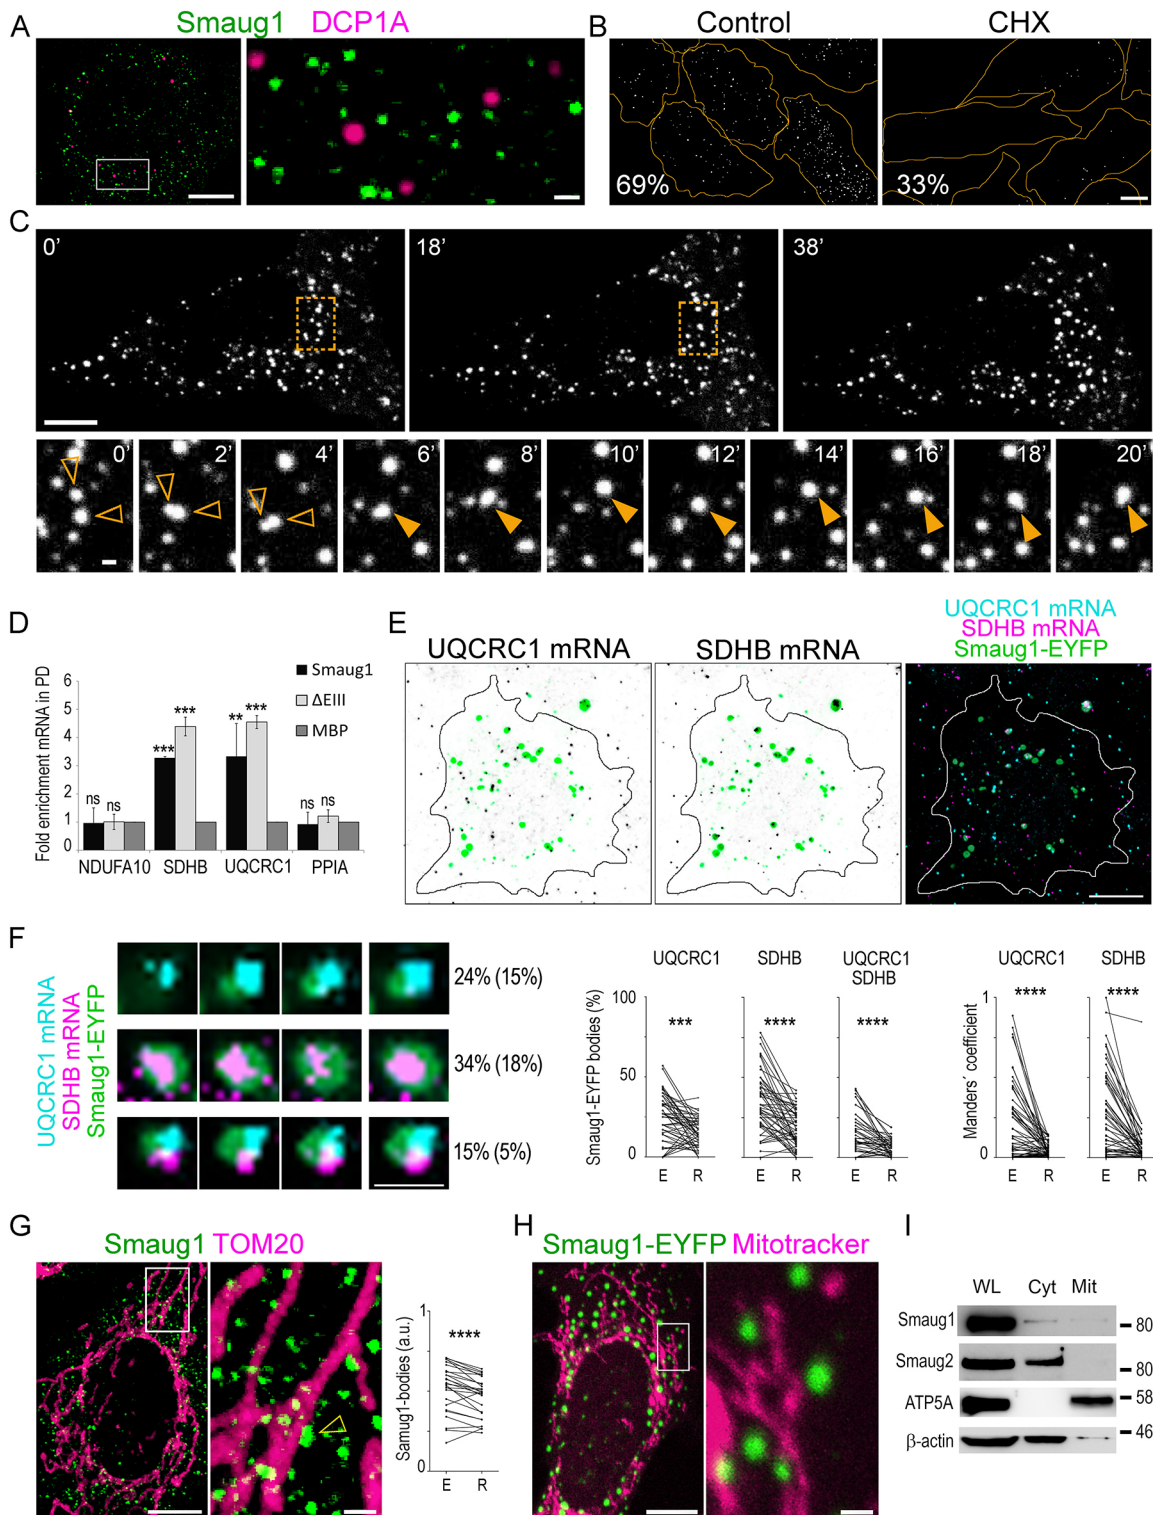 A
Smaug1 DCP1A
B
Control
CHX
69%
33%
C
0’
18’
38’
0’
2’
4’
6’
8’
10’
12’
14’
16’
18’
20’
D
Fold enrichment mRNA in PD
6
5
4
3
2
1
0
Smaug1
ΔEIII
MBP
ns
ns
***
***
**
***
ns
ns
NDUFA10
SDHB
UQCRC1
PPIA
E
UQCRC1 mRNA
SDHB mRNA
UQCRC1 mRNA
SDHB mRNA
Smaug1-EYFP
F
UQCRC1 mRNA
SDHB mRNA
Smaug1-EYFP
24% (15%)
34% (18%)
15% (5%)
Smaug1-EYFP bodies (%)
100
50
0
UQCRC1
***
E R
SDHB
****
E R
UQCRC1
SDHB
****
E R
Manders´ coefficient
1
0
UQCRC1
****
E R
SDHB
****
E R
G
Smaug1 TOM20
Samug1-bodies (a.u.)
1
0
****
E R
H
Smaug1-EYFP Mitotracker
I
WL Cyt Mit
Smaug1
80
Smaug2
80
ATP5A
58
46
β-actin